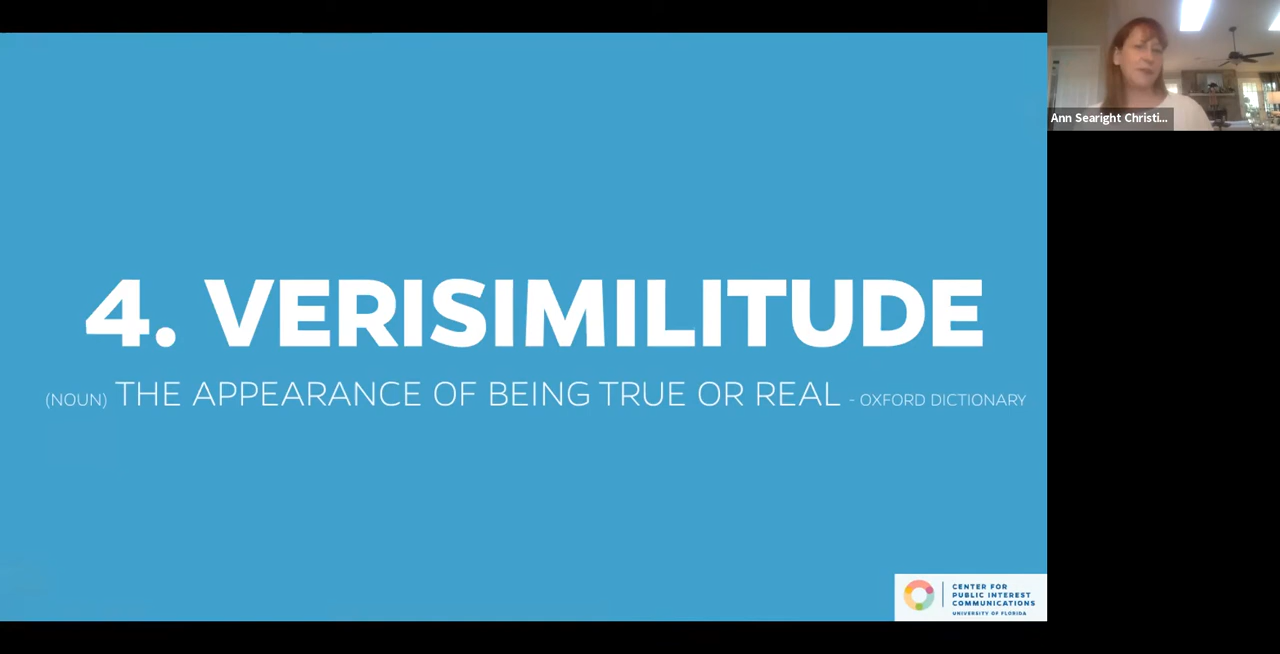 Ann Searight Christi...
4. VERISIMILITUDE
(NOUN) THE APPEARANCE OF BEING TRUE OR REAL - OXFORD DICTIONARY
CENTER FOR
PUBLIC INTEREST
COMMUNICATIONS
UNIVERSITY OF FLORIDA